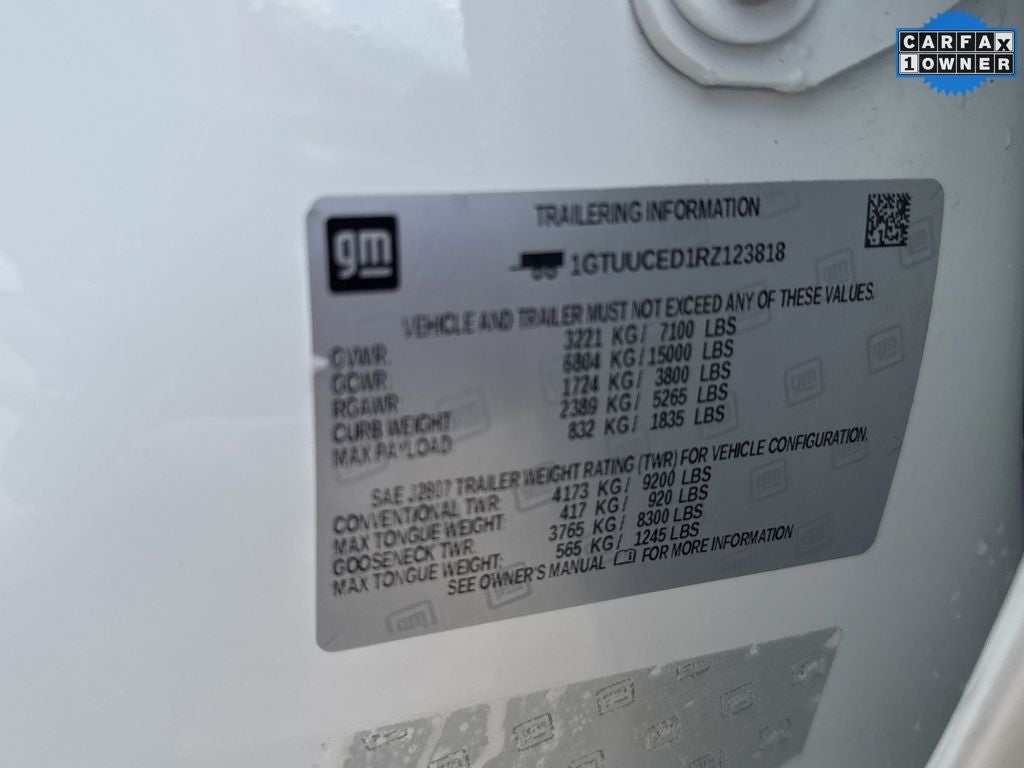 CARFAX
1 OWNER
gm
TRAILERING INFORMATION
1GTUUCED1RZ123818
VEHICLE AND TRAILER MUST NOT EXCEED ANY OF THESE VALUES.
GVWR 3221 KG/ 7100 LBS
GCWR 6804 KG/ 15000 LBS
RGAWR 1724 KG/ 3800 LBS
CURB WEIGHT 2389 KG/ 5265 LBS
MAX PAYLOAD 832 KG/ 1835 LBS
SAE J2807 TRAILER WEIGHT RATING (TWR) FOR VEHICLE CONFIGURATION.
CONVENTIONAL TWR: 4173 KG/ 9200 LBS
MAX TONGUE WEIGHT: 417 KG/ 920 LBS
GOOSENECK TWR: 3765 KG/ 8300 LBS
MAX TONGUE WEIGHT: 565 KG/ 1245 LBS
SEE OWNER'S MANUAL FOR MORE INFORMATION